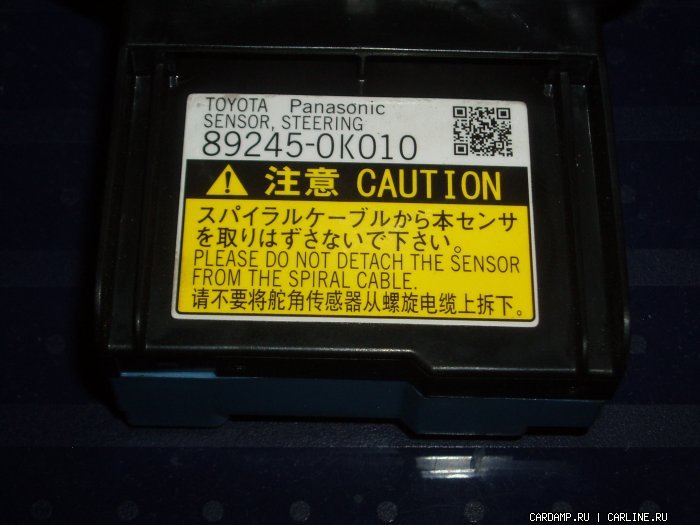 TOYOTA Panasonic
SENSOR, STEERING
89245-0K010
注意 CAUTION
スパイラルケーブルから本センサ
を取りはずさないで下さい。
PLEASE DO NOT DETACH THE SENSOR
FROM THE SPIRAL CABLE.
请不要将舵角传感器从螺旋电缆上拆下。
CARDAMP.RU | CARLINE.RU